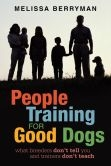 MELISSA BERRYMAN
People
Training
FOR
Good Dogs
what breeders don't tell you
and trainers don't teach